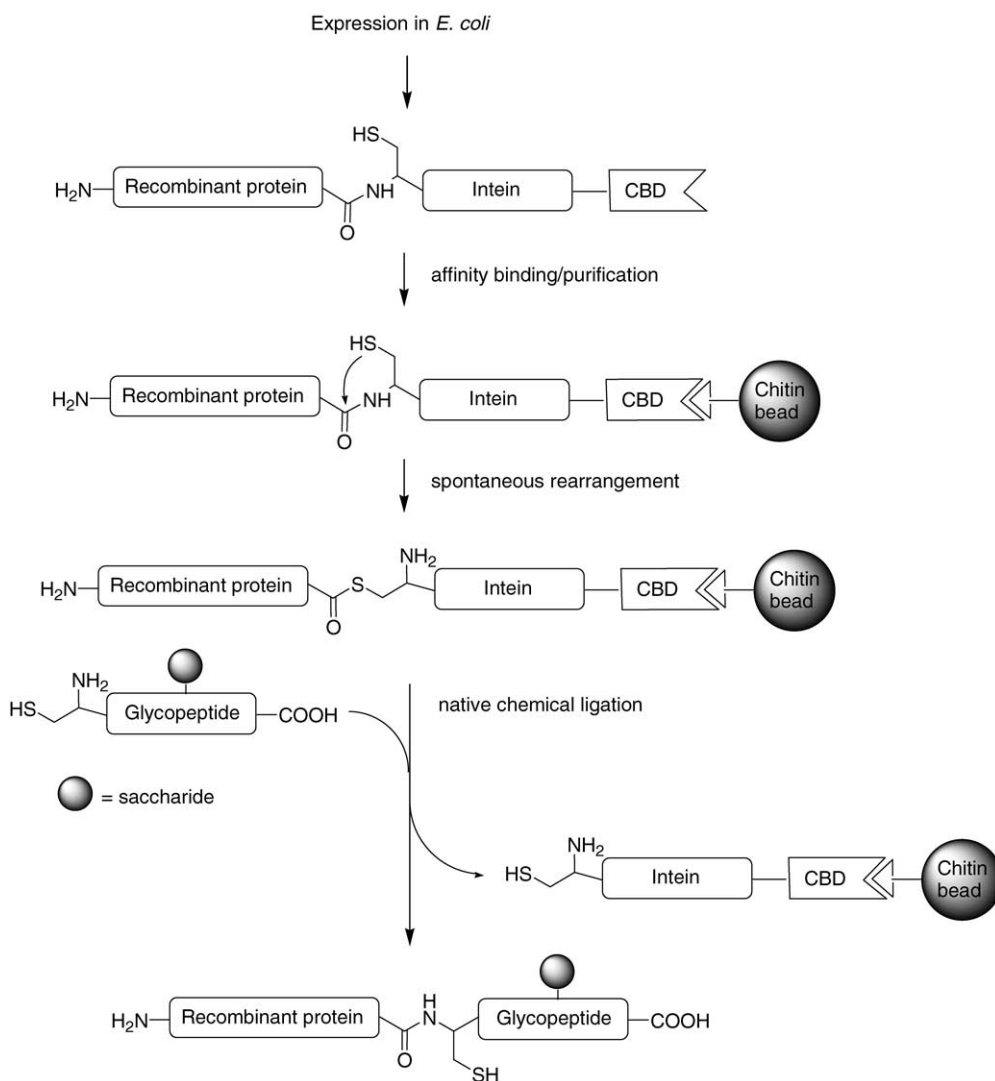 Expression in E. coli
HS
H₂N Recombinant protein NH Intein CBD
O
affinity binding/purification
HS
H₂N Recombinant protein NH Intein CBD Chitin
bead
O
spontaneous rearrangement
NH₂
H₂N Recombinant protein S Intein CBD Chitin
bead
O
NH₂
HS Glycopeptide COOH
native chemical ligation
= saccharide
NH₂
HS Intein CBD Chitin
bead
H
H₂N Recombinant protein N Glycopeptide COOH
O
SH